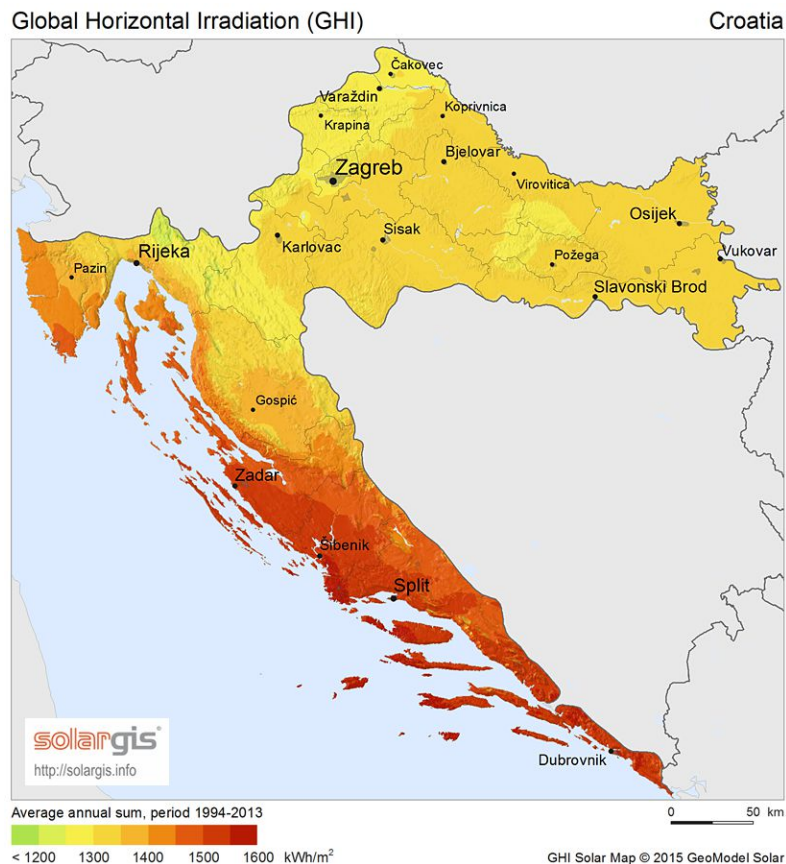 Global Horizontal Irradiation (GHI) Croatia
Čakovec
Varaždin
Koprivnica
Krapina
Bjelovar
Zagreb
Virovitica
Osijek
Sisak
Karlovac
Rijeka
Vukovar
Požega
Pazin
Slavonski Brod
Gospić
Zadar
Šibenik
Split
solargis
http://solargis.info
Dubrovnik
Average annual sum, period 1994-2013
0 50 km
< 1200 1300 1400 1500 1600 kWh/m²
GHI Solar Map © 2015 GeoModel Solar